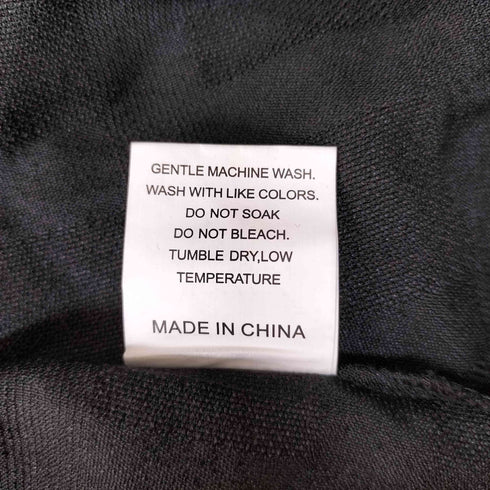 GENTLE MACHINE WASH.
WASH WITH LIKE COLORS.
DO NOT SOAK
DO NOT BLEACH.
TUMBLE DRY,LOW
TEMPERATURE
MADE IN CHINA